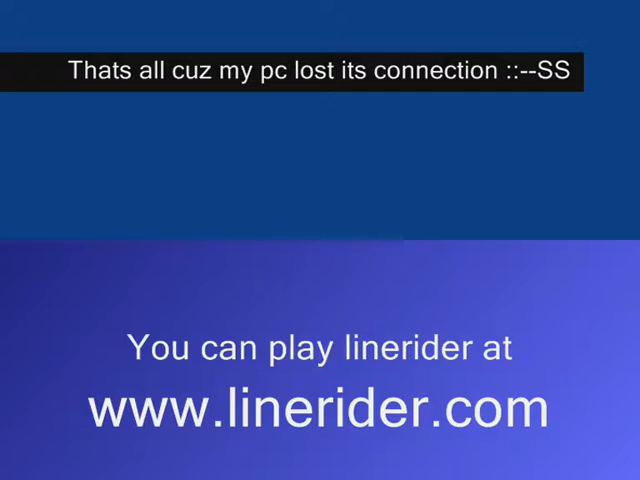 Thats all cuz my pc lost its connection ::--SS
You can play linerider at
www.linerider.com